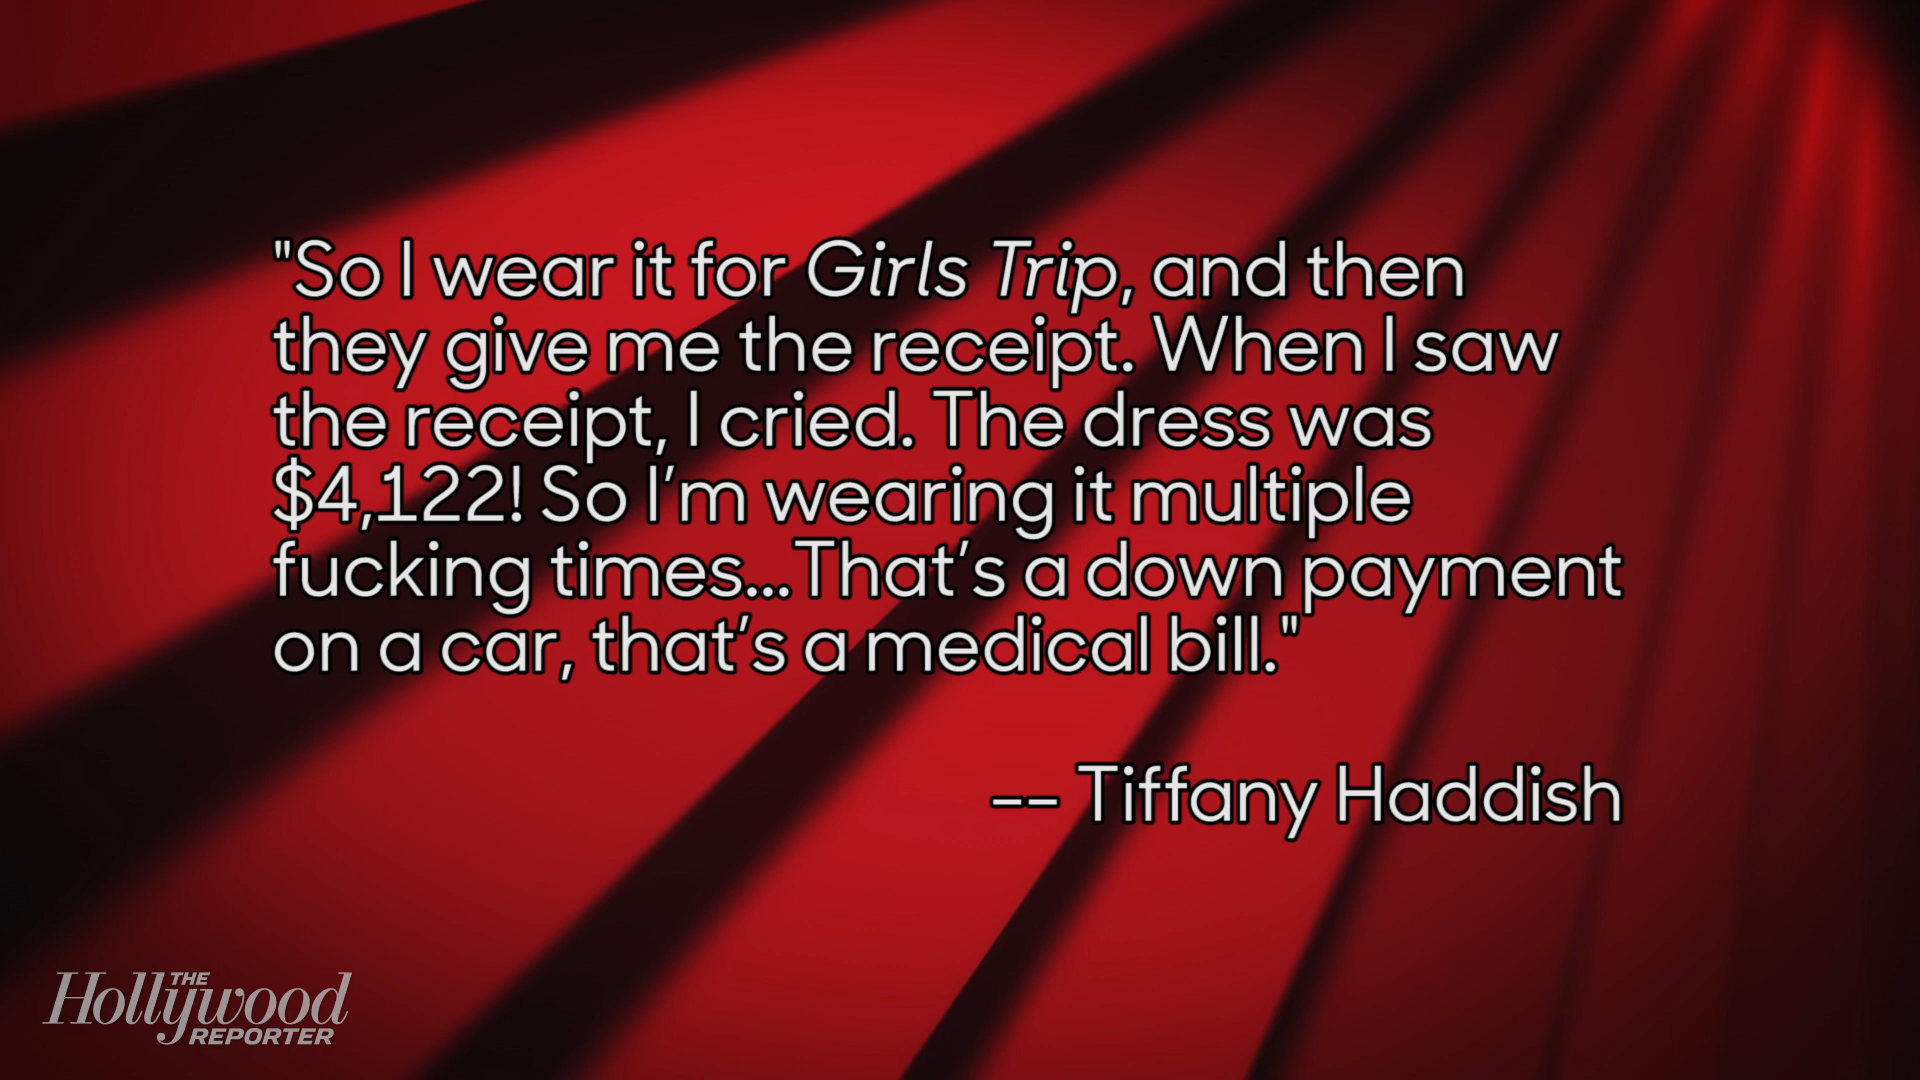 "So I wear it for Girls Trip, and then
they give me the receipt. When I saw
the receipt, I cried. The dress was
$4,122! So I’m wearing it multiple
fucking times...That’s a down payment
on a car, that’s a medical bill."
-- Tiffany Haddish
THE
Hollywood
REPORTER